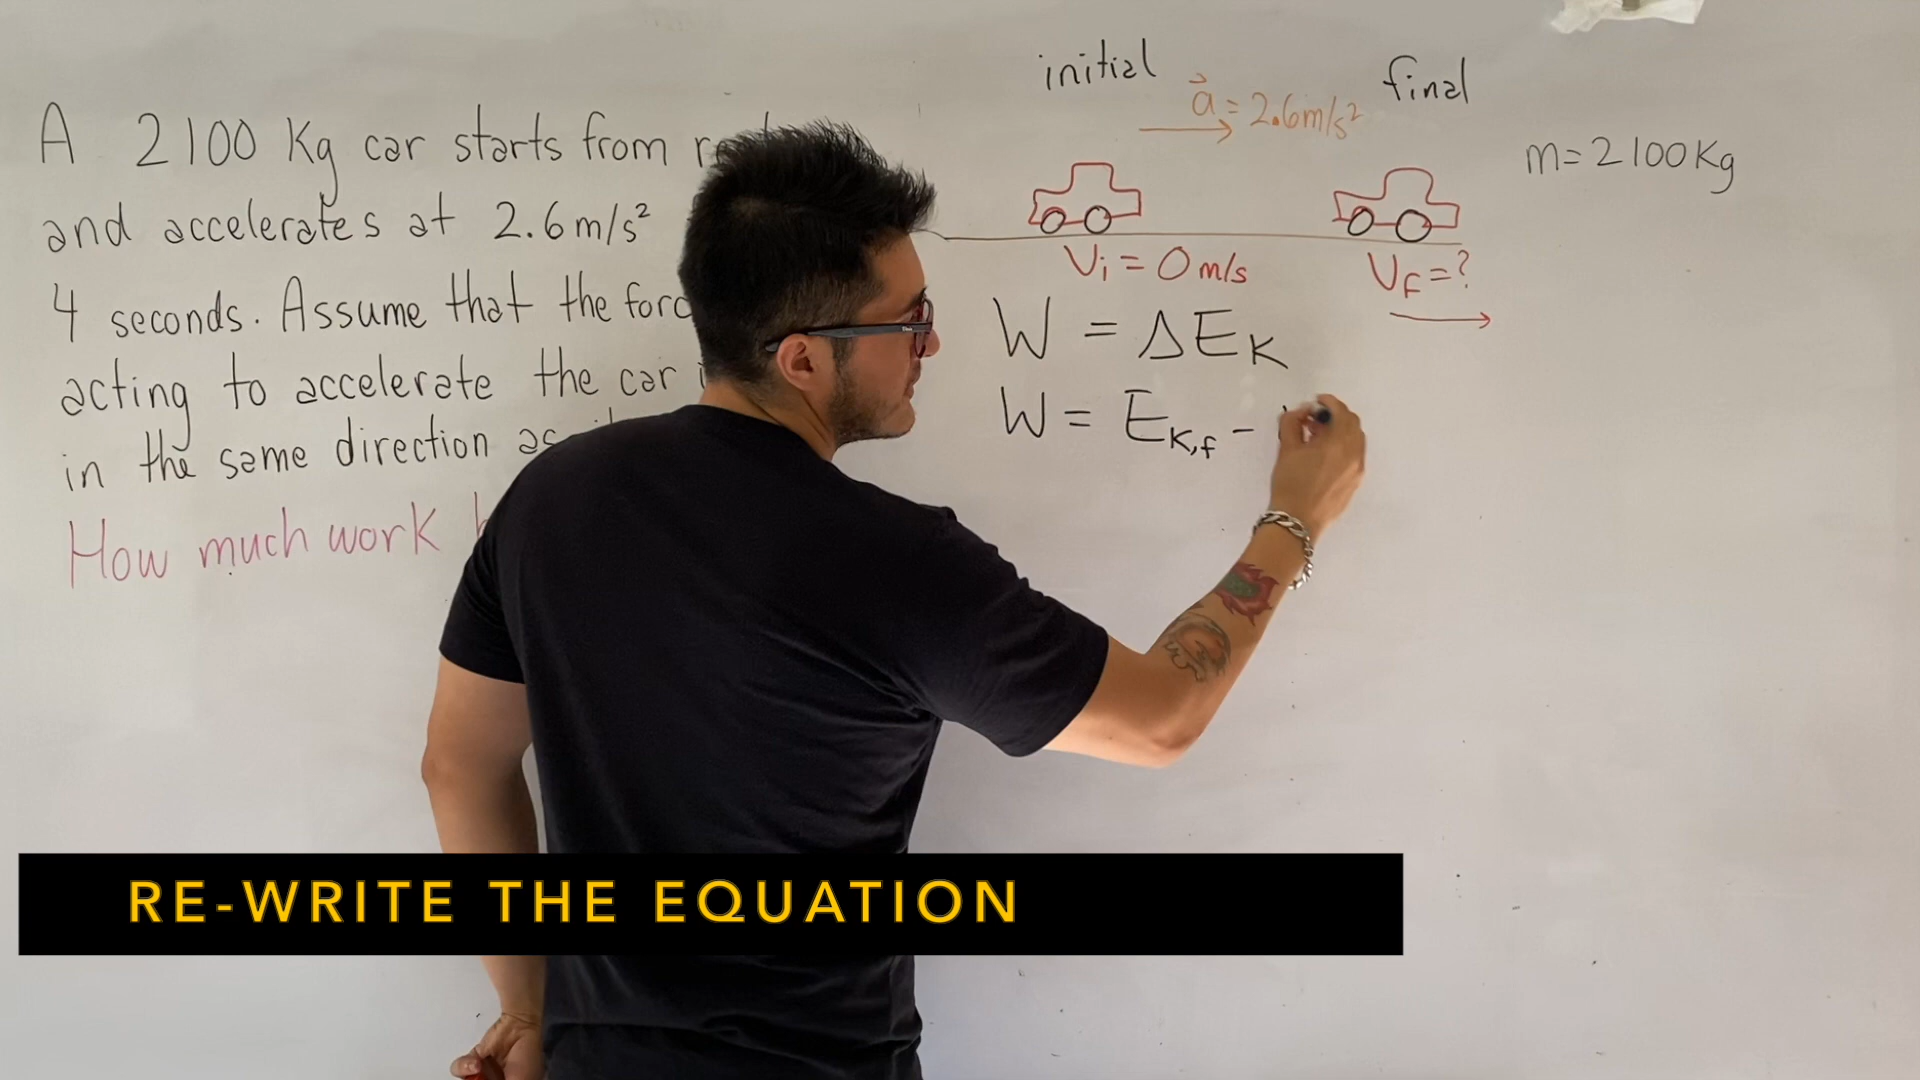 A 2100 Kg car starts from
and accelerates at 2.6 m/s²
4 seconds. Assume that the
acting to accelerate the car
in the same direction as
How much work
initial
a⃗ = 2.6m/s²
final
m = 2100 Kg
Vi = 0 m/s
Vf = ?
W = ΔEK
W = EK,f -
RE-WRITE THE EQUATION